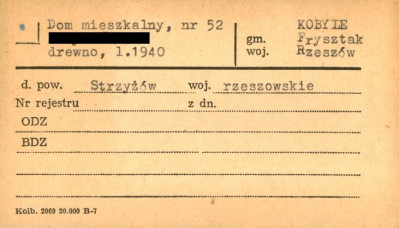 Dom mieszkalny, nr 52
drewno, l.1940
KOBYLE
gm. Frysztak
woj. Rzeszów
d. pow. Strzyżów woj. rzeszowskie
Nr rejestru z dn.
ODZ
BDZ
Kolb. 2069 20.000 B-7